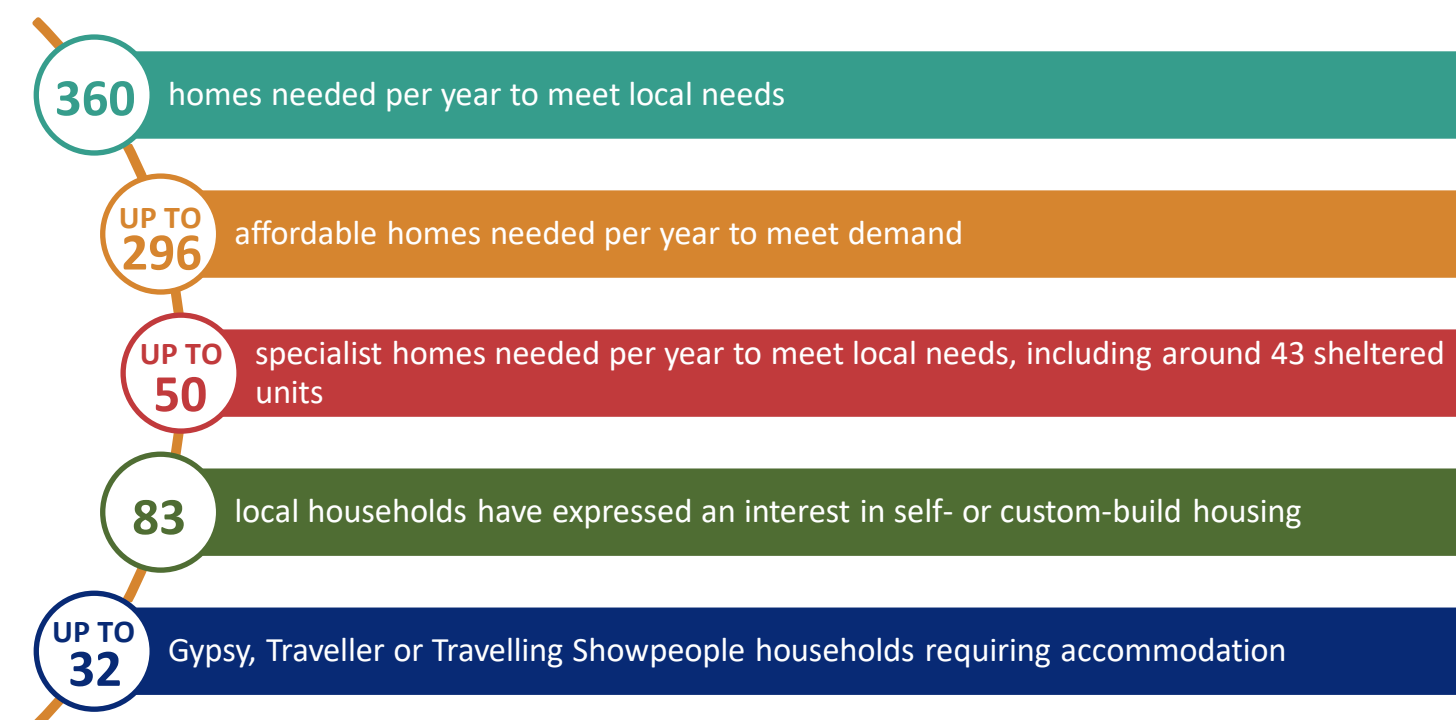 360
homes needed per year to meet local needs
UP TO
296
affordable homes needed per year to meet demand
UP TO
50
specialist homes needed per year to meet local needs, including around 43 sheltered
units
83
local households have expressed an interest in self- or custom-build housing
UP TO
32
Gypsy, Traveller or Travelling Showpeople households requiring accommodation